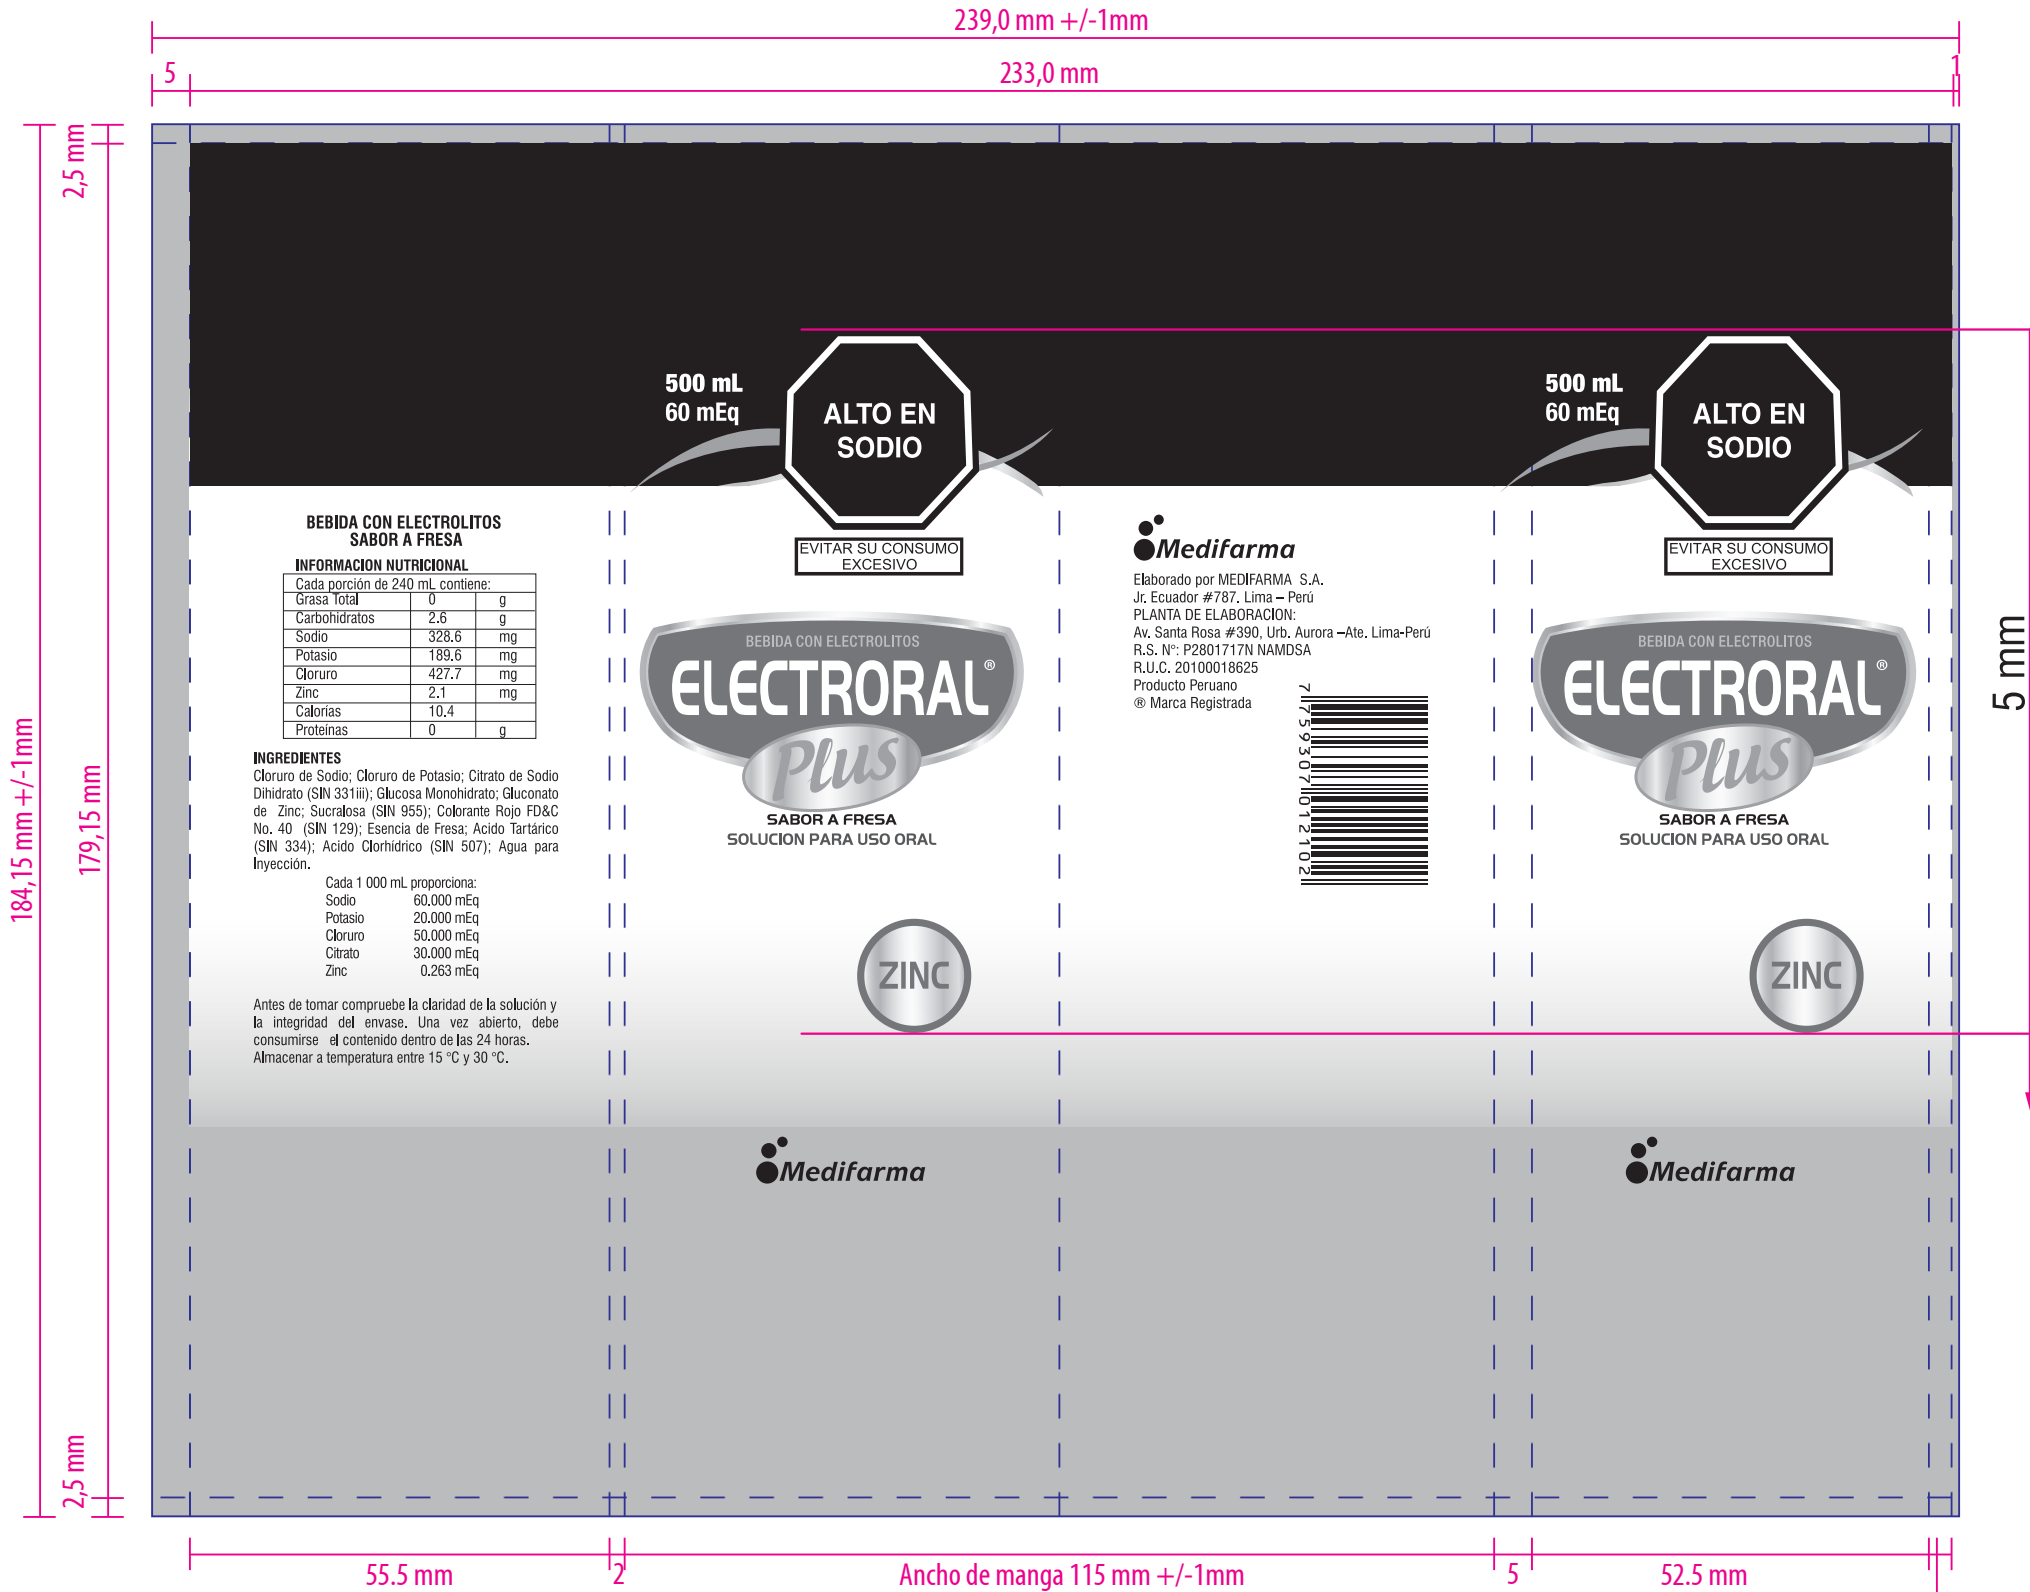 239,0 mm +/-1mm
5
233,0 mm
1
2,5 mm
184,15 mm +/-1mm
179,15 mm
2,5 mm
500 mL
60 mEq
ALTO EN
SODIO
EVITAR SU CONSUMO
EXCESIVO
500 mL
60 mEq
ALTO EN
SODIO
EVITAR SU CONSUMO
EXCESIVO
5 mm
BEBIDA CON ELECTROLITOS
SABOR A FRESA
INFORMACION NUTRICIONAL
Cada porción de 240 mL contiene:
Grasa Total 0 g
Carbohidratos 2.6 g
Sodio 328.6 mg
Potasio 189.6 mg
Cloruro 427.7 mg
Zinc 2.1 mg
Calorías 10.4
Proteínas 0 g
INGREDIENTES
Cloruro de Sodio; Cloruro de Potasio; Citrato de Sodio
Dihidrato (SIN 331iii); Glucosa Monohidrato; Gluconato
de Zinc; Sucralosa (SIN 955); Colorante Rojo FD&C
No. 40 (SIN 129); Esencia de Fresa; Acido Tartárico
(SIN 334); Acido Clorhídrico (SIN 507); Agua para
Inyección.
Cada 1 000 mL proporciona:
Sodio 60.000 mEq
Potasio 20.000 mEq
Cloruro 50.000 mEq
Citrato 30.000 mEq
Zinc 0.263 mEq
Antes de tomar compruebe la claridad de la solución y
la integridad del envase. Una vez abierto, debe
consumirse el contenido dentro de las 24 horas.
Almacenar a temperatura entre 15 °C y 30 °C.
BEBIDA CON ELECTROLITOS
ELECTRORAL®
Plus
SABOR A FRESA
SOLUCION PARA USO ORAL
ZINC
Medifarma
Medifarma
Elaborado por MEDIFARMA S.A.
Jr. Ecuador #787. Lima – Perú
PLANTA DE ELABORACIÓN:
Av. Santa Rosa #390, Urb. Aurora –Ate. Lima-Perú
R.S. N°: P2801717N NAMDSA
R.U.C. 20100018625
Producto Peruano
® Marca Registrada
7 759307 012102
BEBIDA CON ELECTROLITOS
ELECTRORAL®
Plus
SABOR A FRESA
SOLUCION PARA USO ORAL
ZINC
Medifarma
55.5 mm
2
Ancho de manga 115 mm +/-1mm
5
52.5 mm